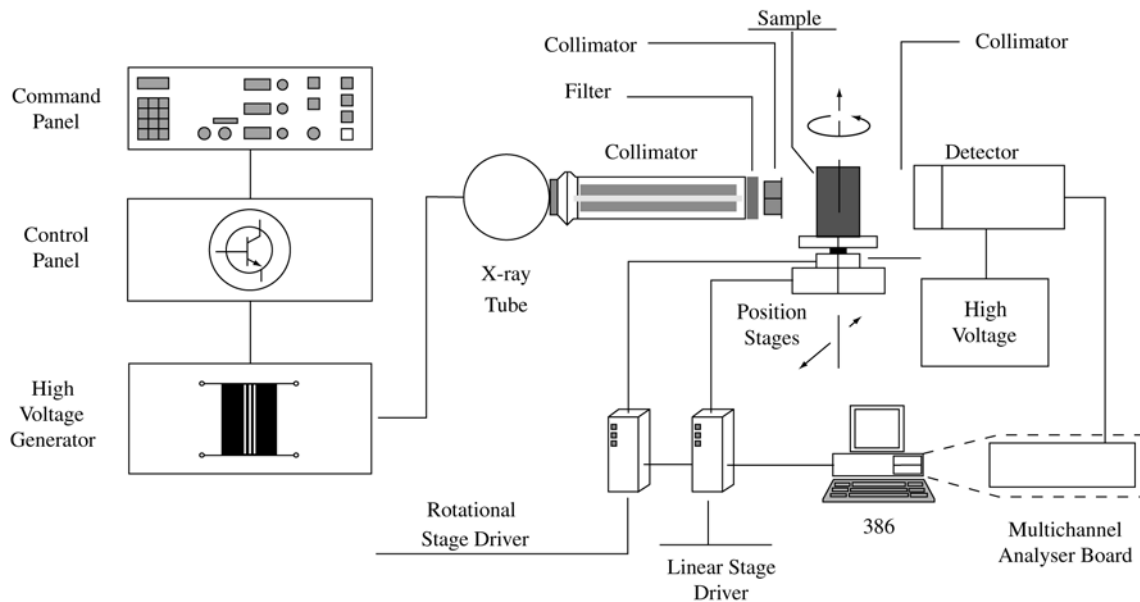 Sample
Collimator
Collimator
Filter
Command
Panel
Collimator
Detector
Control
Panel
X-ray
Tube
Position
Stages
High
Voltage
High
Voltage
Generator
Rotational
Stage Driver
386
Multichannel
Analyser Board
Linear Stage
Driver